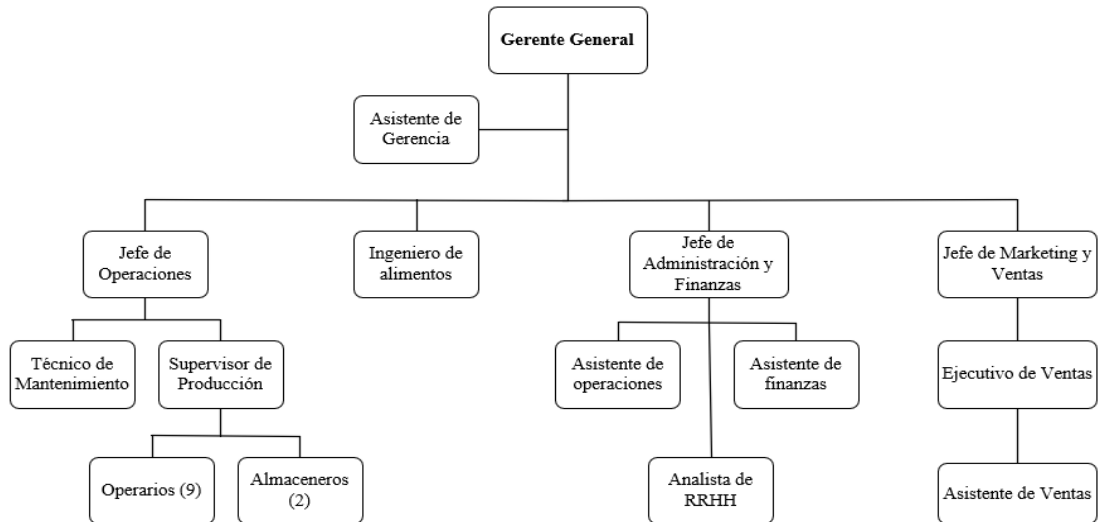 Gerente General
Asistente de
Gerencia
Jefe de
Operaciones
Ingeniero de
alimentos
Jefe de
Administración y
Finanzas
Jefe de Marketing y
Ventas
Técnico de
Mantenimiento
Supervisor de
Producción
Asistente de
operaciones
Asistente de
finanzas
Ejecutivo de Ventas
Operarios (9)
Almaceneros
(2)
Analista de
RRHH
Asistente de Ventas